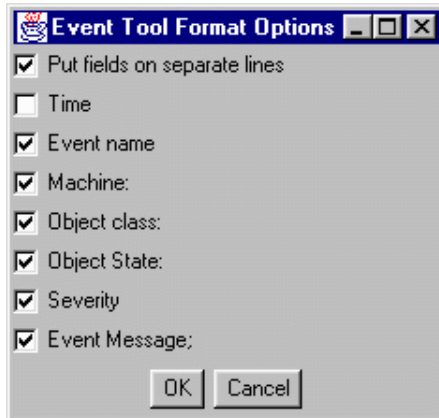 Event Tool Format Options
Put fields on separate lines
Time
Event name
Machine:
Object class:
Object State:
Severity
Event Message;
OK Cancel